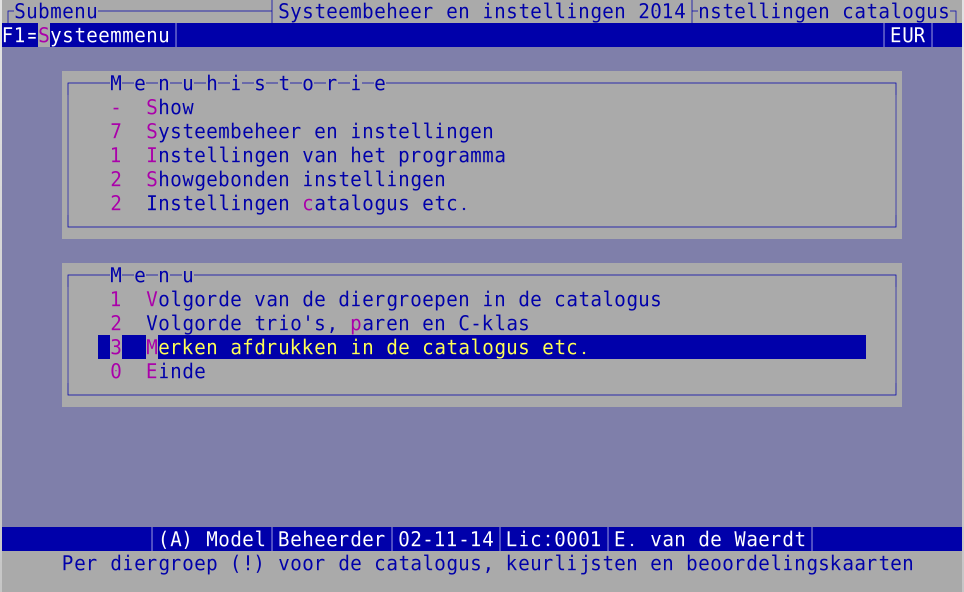 Submenu Systeembeheer en instellingen 2014 nstellingen catalogus
F1=Systeemmenu EUR
Menuhistorie
- Show
7 Systeembeheer en instellingen
1 Instellingen van het programma
2 Showgebonden instellingen
2 Instellingen catalogus etc.
Menu
1 Volgorde van de diergroepen in de catalogus
2 Volgorde trio's, paren en C-klas
3 Merken afdrukken in de catalogus etc.
0 Einde
(A) Model Beheerder 02-11-14 Lic:0001 E. van de Waerdt
Per diergroep (!) voor de catalogus, keurlijsten en beoordelingskaarten